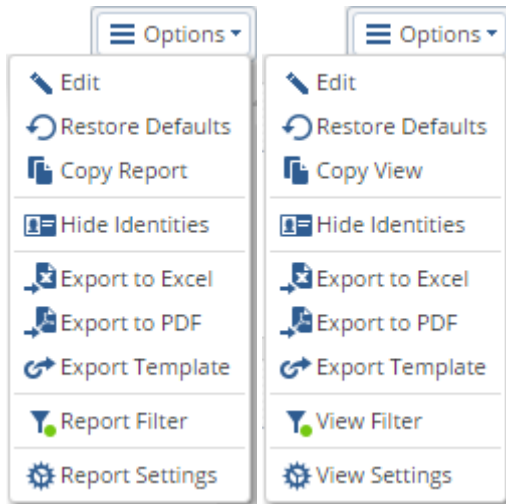 Options
Edit
Restore Defaults
Copy Report
Hide Identities
Export to Excel
Export to PDF
Export Template
Report Filter
Report Settings
Options
Edit
Restore Defaults
Copy View
Hide Identities
Export to Excel
Export to PDF
Export Template
View Filter
View Settings